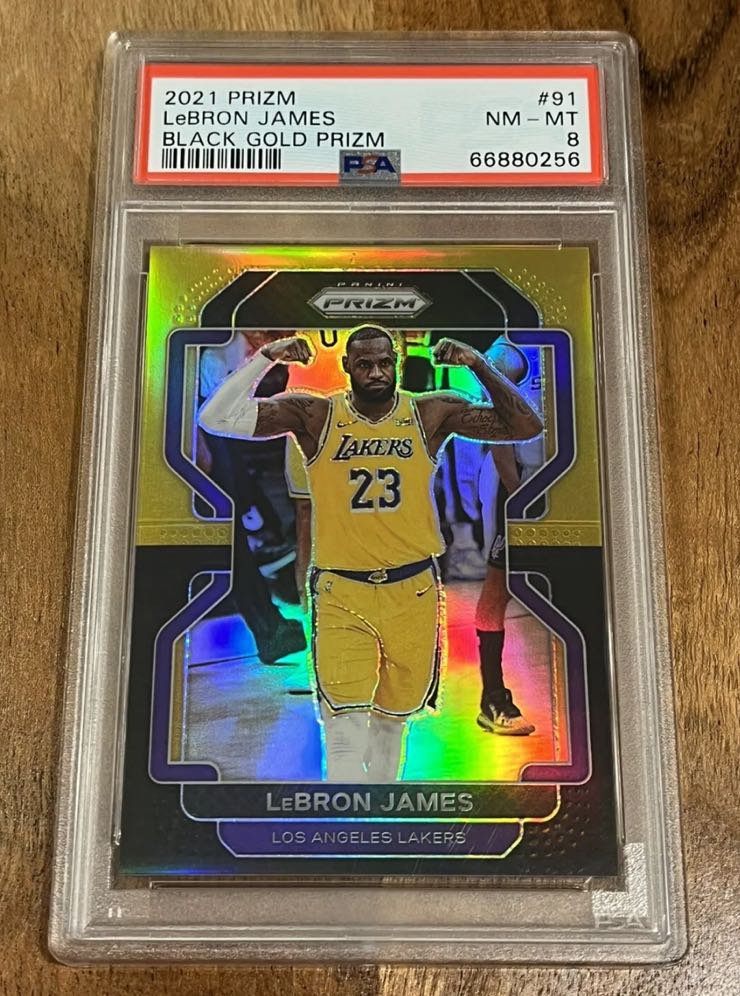 2021 PRIZM #91
LeBRON JAMES NM – MT
BLACK GOLD PRIZM 8
PSA 66880256
PANINI
PRIZM
LAKERS
23
LeBRON JAMES
LOS ANGELES LAKERS
PSA